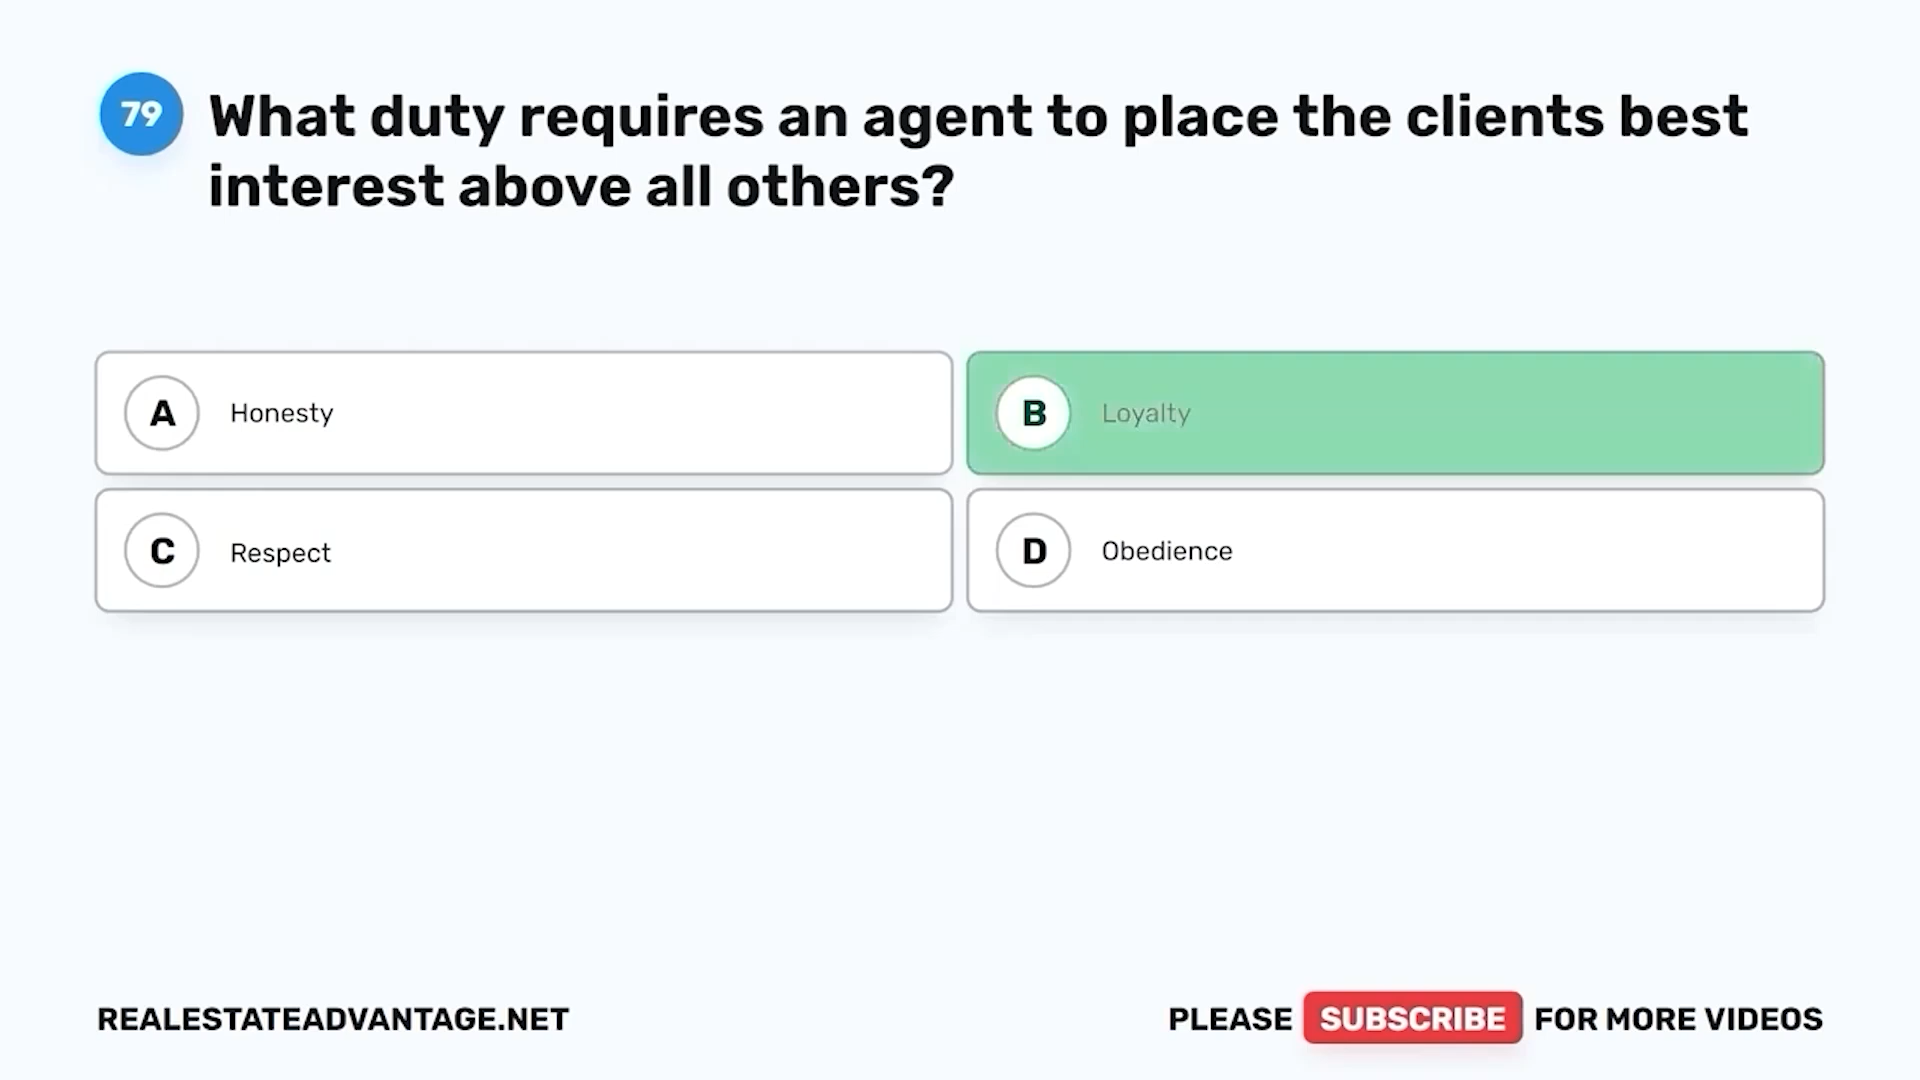 79
What duty requires an agent to place the clients best
interest above all others?
A Honesty
B Loyalty
C Respect
D Obedience
REALESTATEADVANTAGE.NET
PLEASE SUBSCRIBE FOR MORE VIDEOS